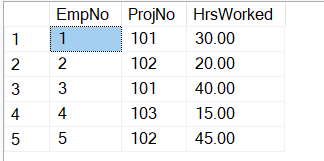 EmpNo ProjNo HrsWorked
1 1 101 30.00
2 2 102 20.00
3 3 101 40.00
4 4 103 15.00
5 5 102 45.00